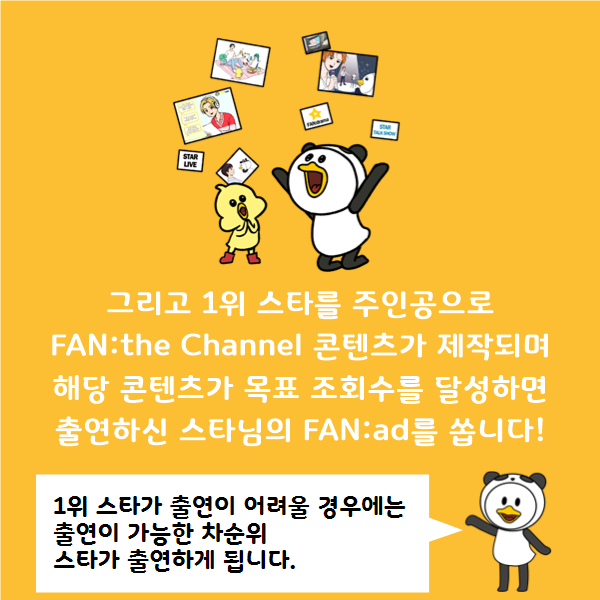 FANxdrama
STAR
TALK SHOW
STAR
LIVE
그리고 1위 스타를 주인공으로
FAN:the Channel 콘텐츠가 제작되며
해당 콘텐츠가 목표 조회수를 달성하면
출연하신 스타님의 FAN:ad를 쏩니다!
1위 스타가 출연이 어려울 경우에는
출연이 가능한 차순위
스타가 출연하게 됩니다.